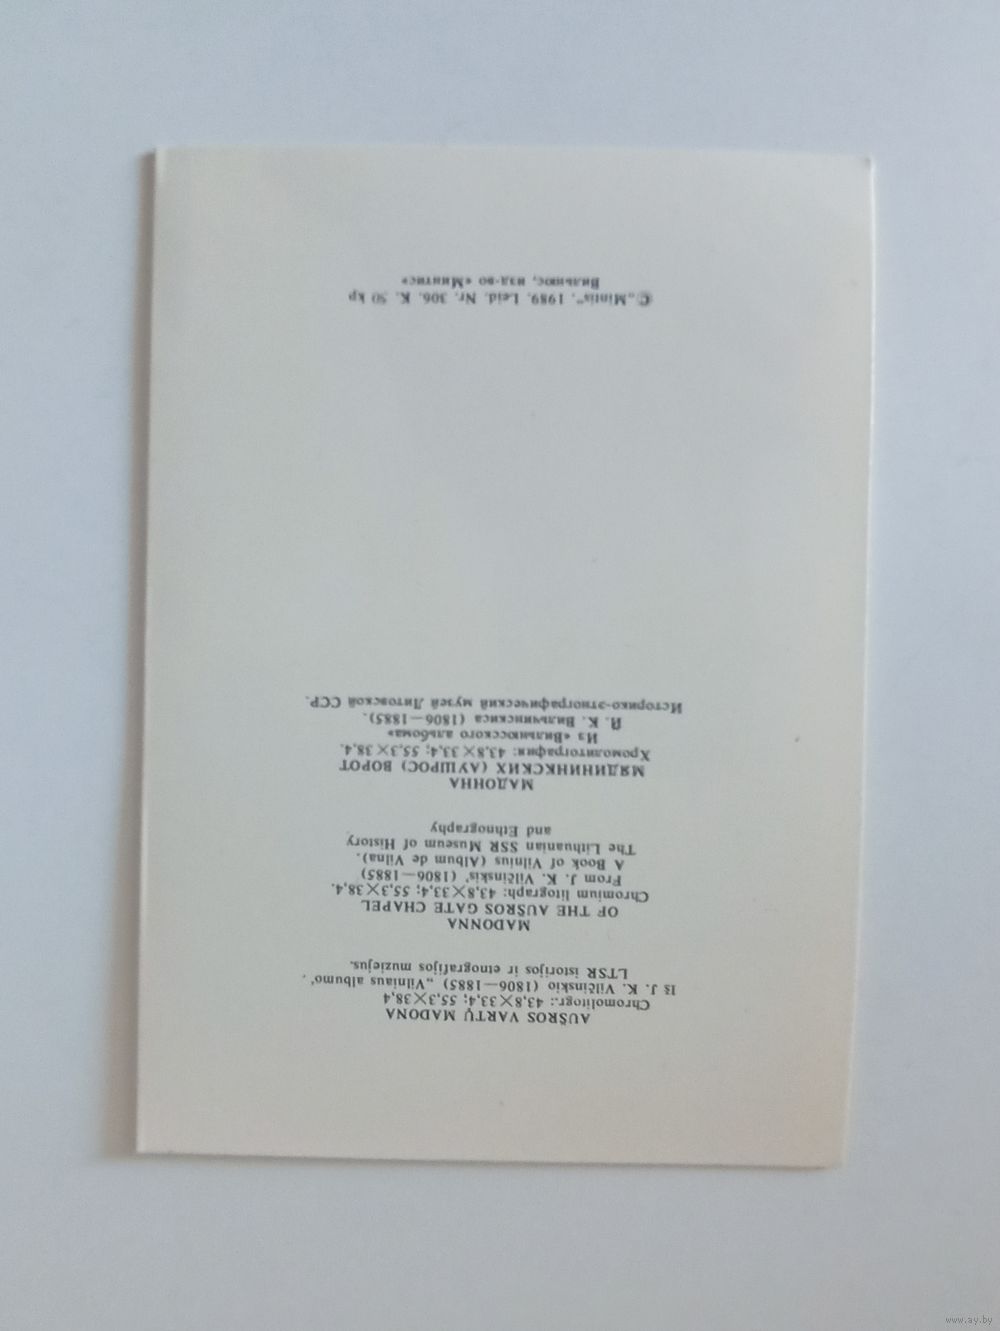 AUŠROS VARTŲ MADONA
Chromolitogr.: 43,8×33,4; 55,3×38,4
Iš J. K. Vilčinskio (1806—1885) „Vilniaus albumo“.
LTSR istorijos ir etnografijos muziejus.
MADONNA
OF THE AUŠROS GATE CHAPEL
Chromium litograph: 43,8×33,4; 55,3×38,4.
From J. K. Vilčinskis' (1806—1885)
A Book of Vilnius (Album de Vilna).
The Lithuanian SSR Museum of History
and Ethnography
МАДОННА
МЯДИНИНКСКИХ (АУШРОС) ВОРОТ
Хромолитография: 43,8×33,4; 55,3×38,4.
Из «Вильнюсского альбома»
Й. К. Вильчинскиса (1806—1885).
Историко-этнографический музей Литовской ССР.
© „Mintis“. 1989. Leid. Nr. 306. K. 50 kp
Вильнюс, изд-во «Минтис»
www.ay.by